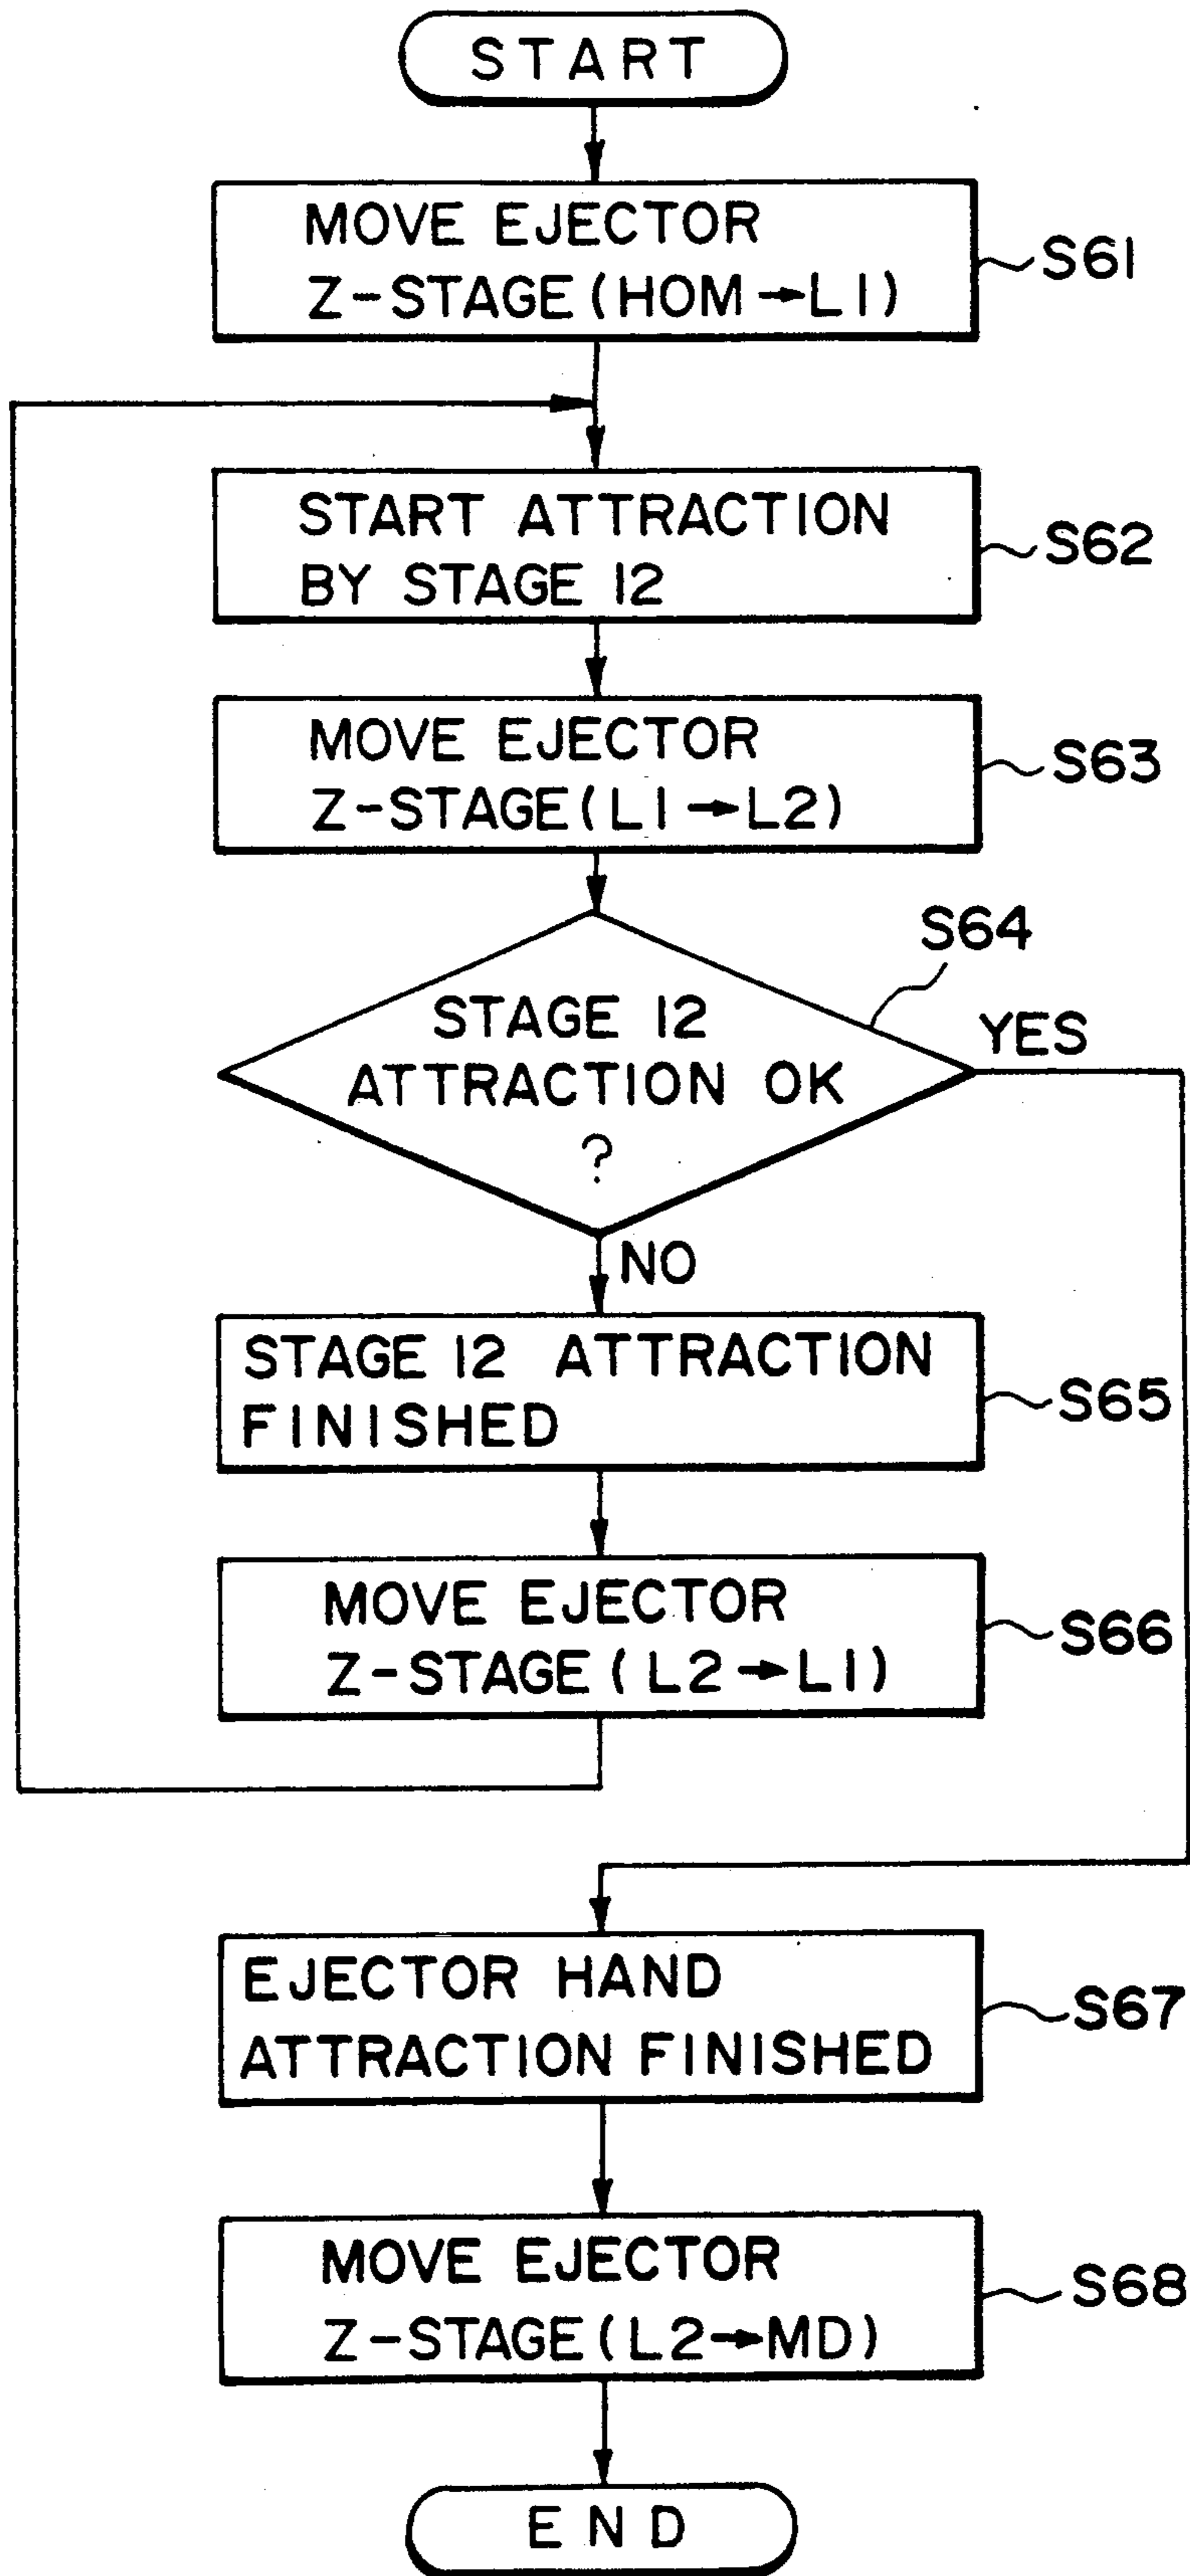 START
MOVE EJECTOR
Z-STAGE (HOM→L1)
S61
START ATTRACTION
BY STAGE 12
S62
MOVE EJECTOR
Z-STAGE (L1→L2)
S63
S64
STAGE 12
ATTRACTION OK
?
YES
NO
STAGE 12 ATTRACTION
FINISHED
S65
MOVE EJECTOR
Z-STAGE (L2→L1)
S66
EJECTOR HAND
ATTRACTION FINISHED
S67
MOVE EJECTOR
Z-STAGE (L2→MD)
S68
END